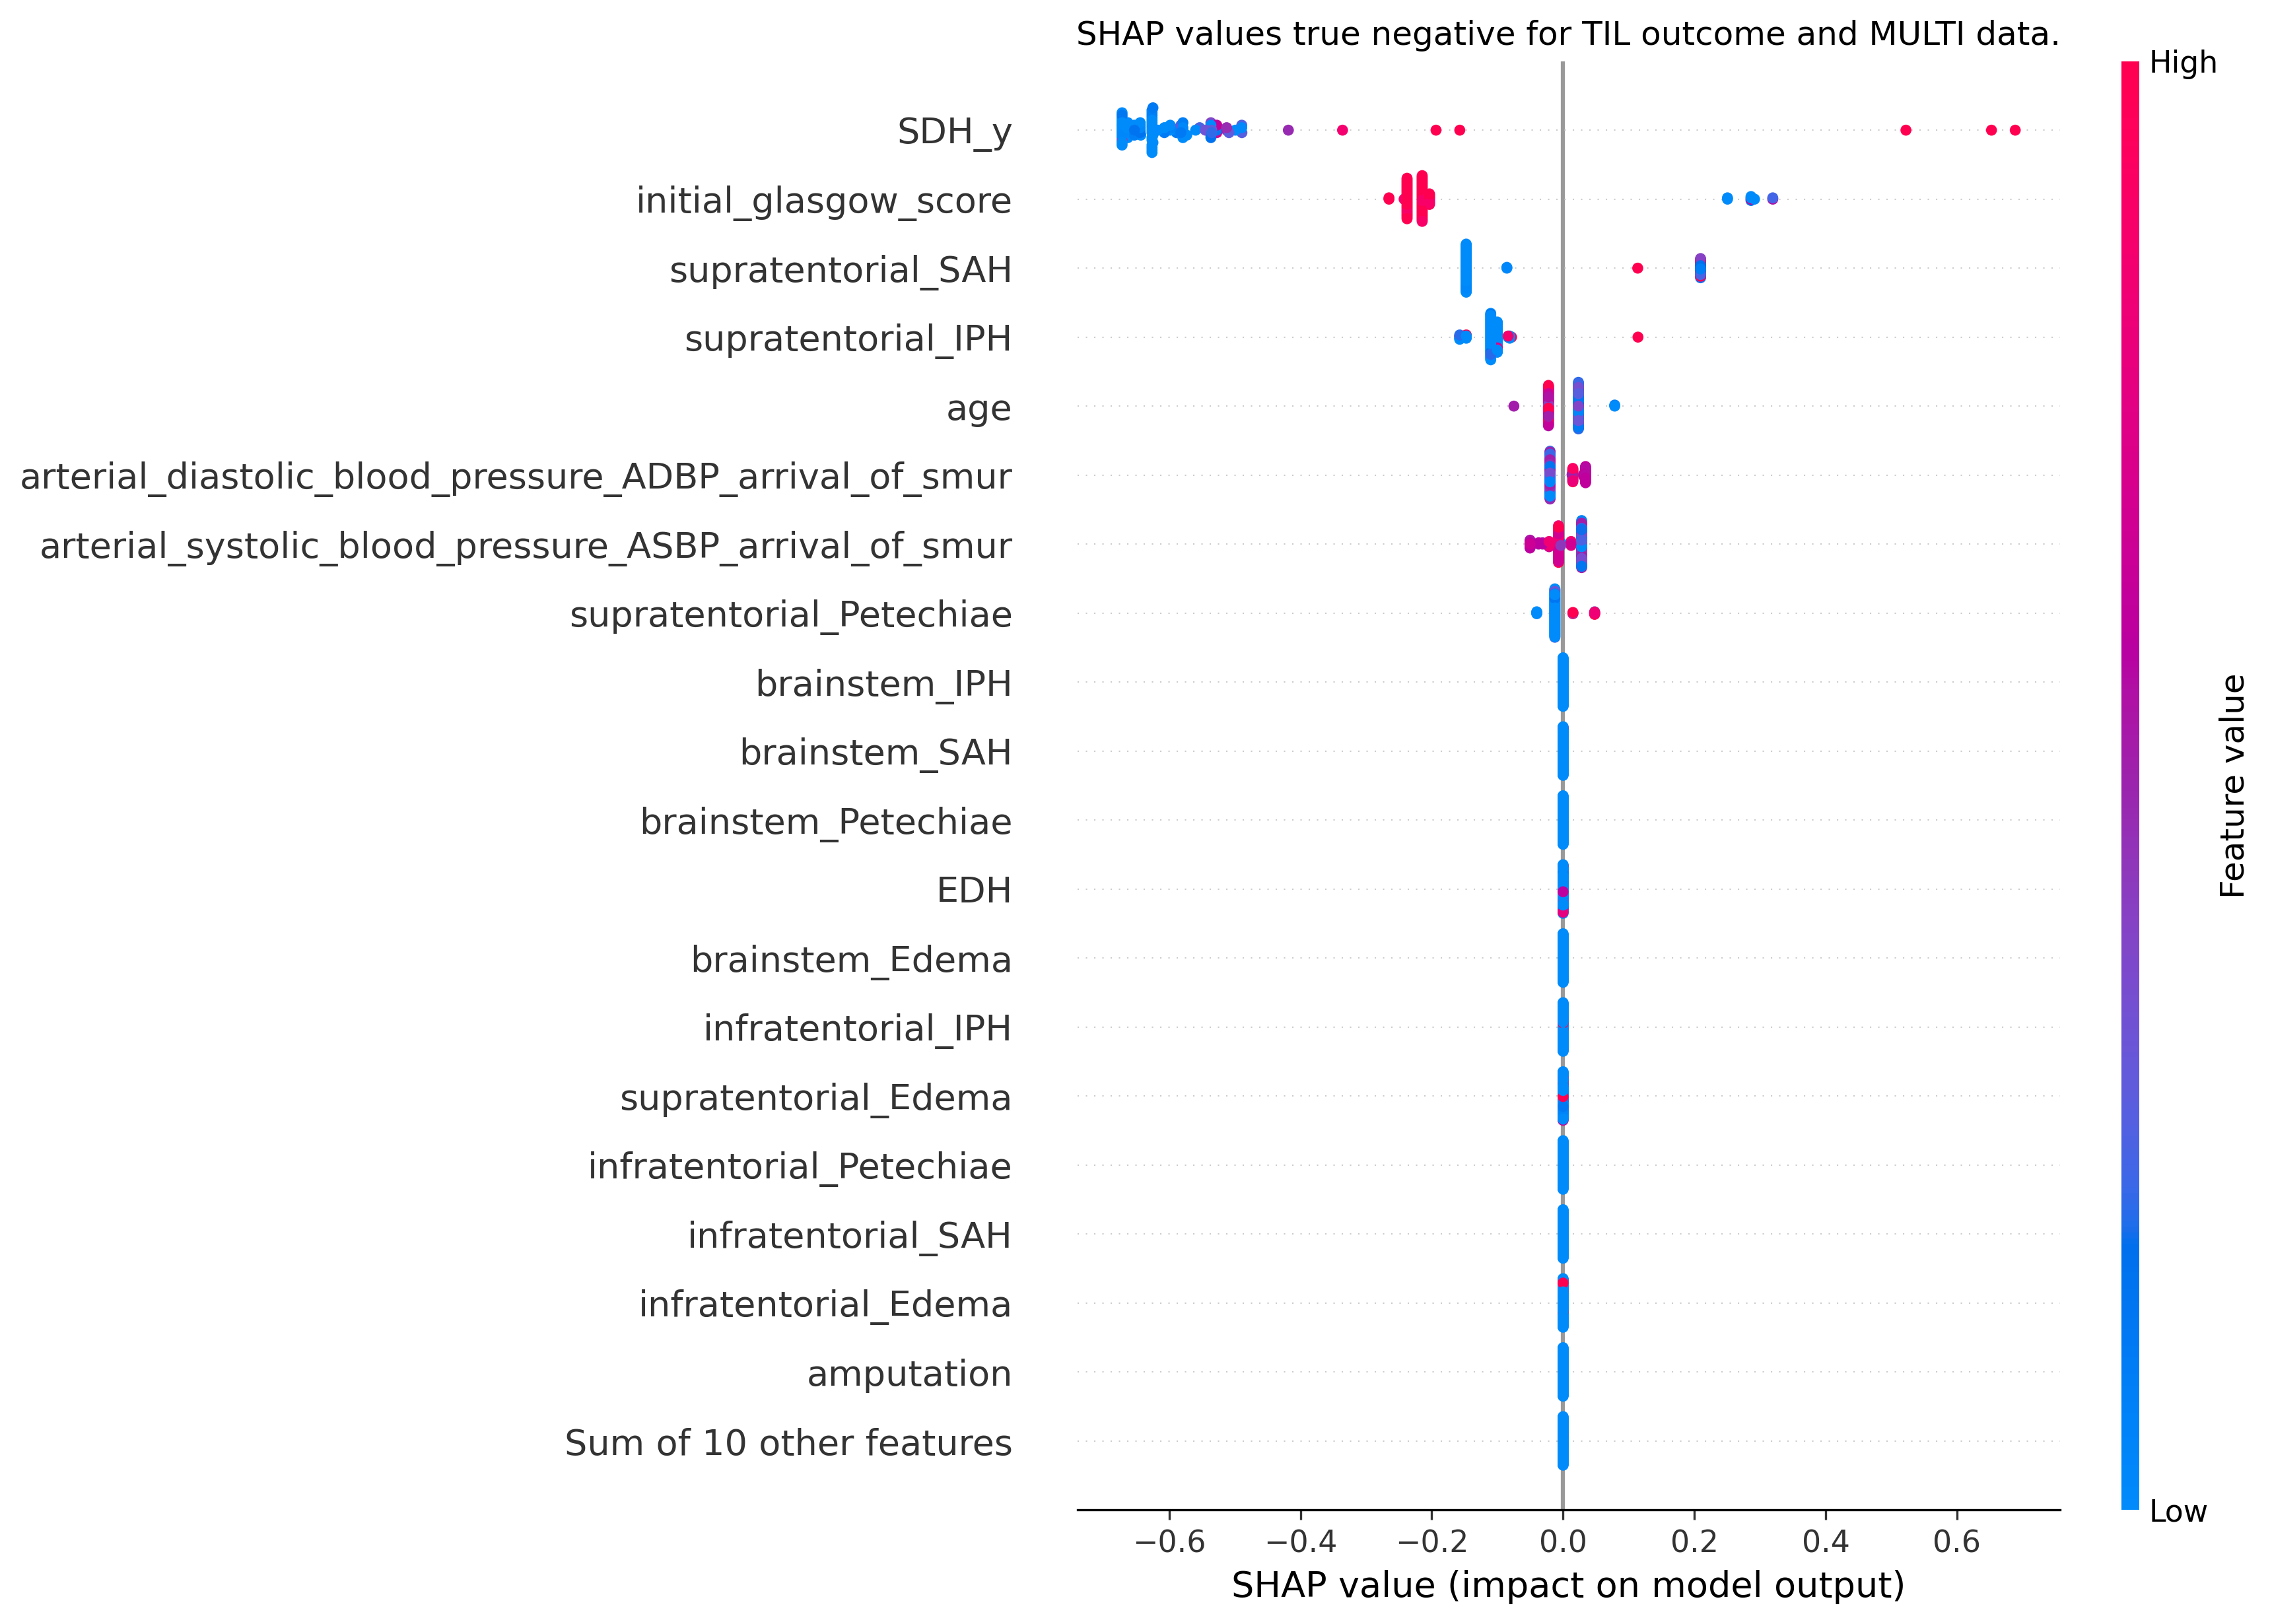 SHAP values true negative for TIL outcome and MULTI data.
High
SDH_y
initial_glasgow_score
supratentorial_SAH
supratentorial_IPH
age
arterial_diastolic_blood_pressure_ADBP_arrival_of_smur
arterial_systolic_blood_pressure_ASBP_arrival_of_smur
supratentorial_Petechiae
brainstem_IPH
brainstem_SAH
brainstem_Petechiae
EDH
brainstem_Edema
infratentorial_IPH
supratentorial_Edema
infratentorial_Petechiae
infratentorial_SAH
infratentorial_Edema
amputation
Sum of 10 other features
Feature value
Low
−0.6 −0.4 −0.2 0.0 0.2 0.4 0.6
SHAP value (impact on model output)